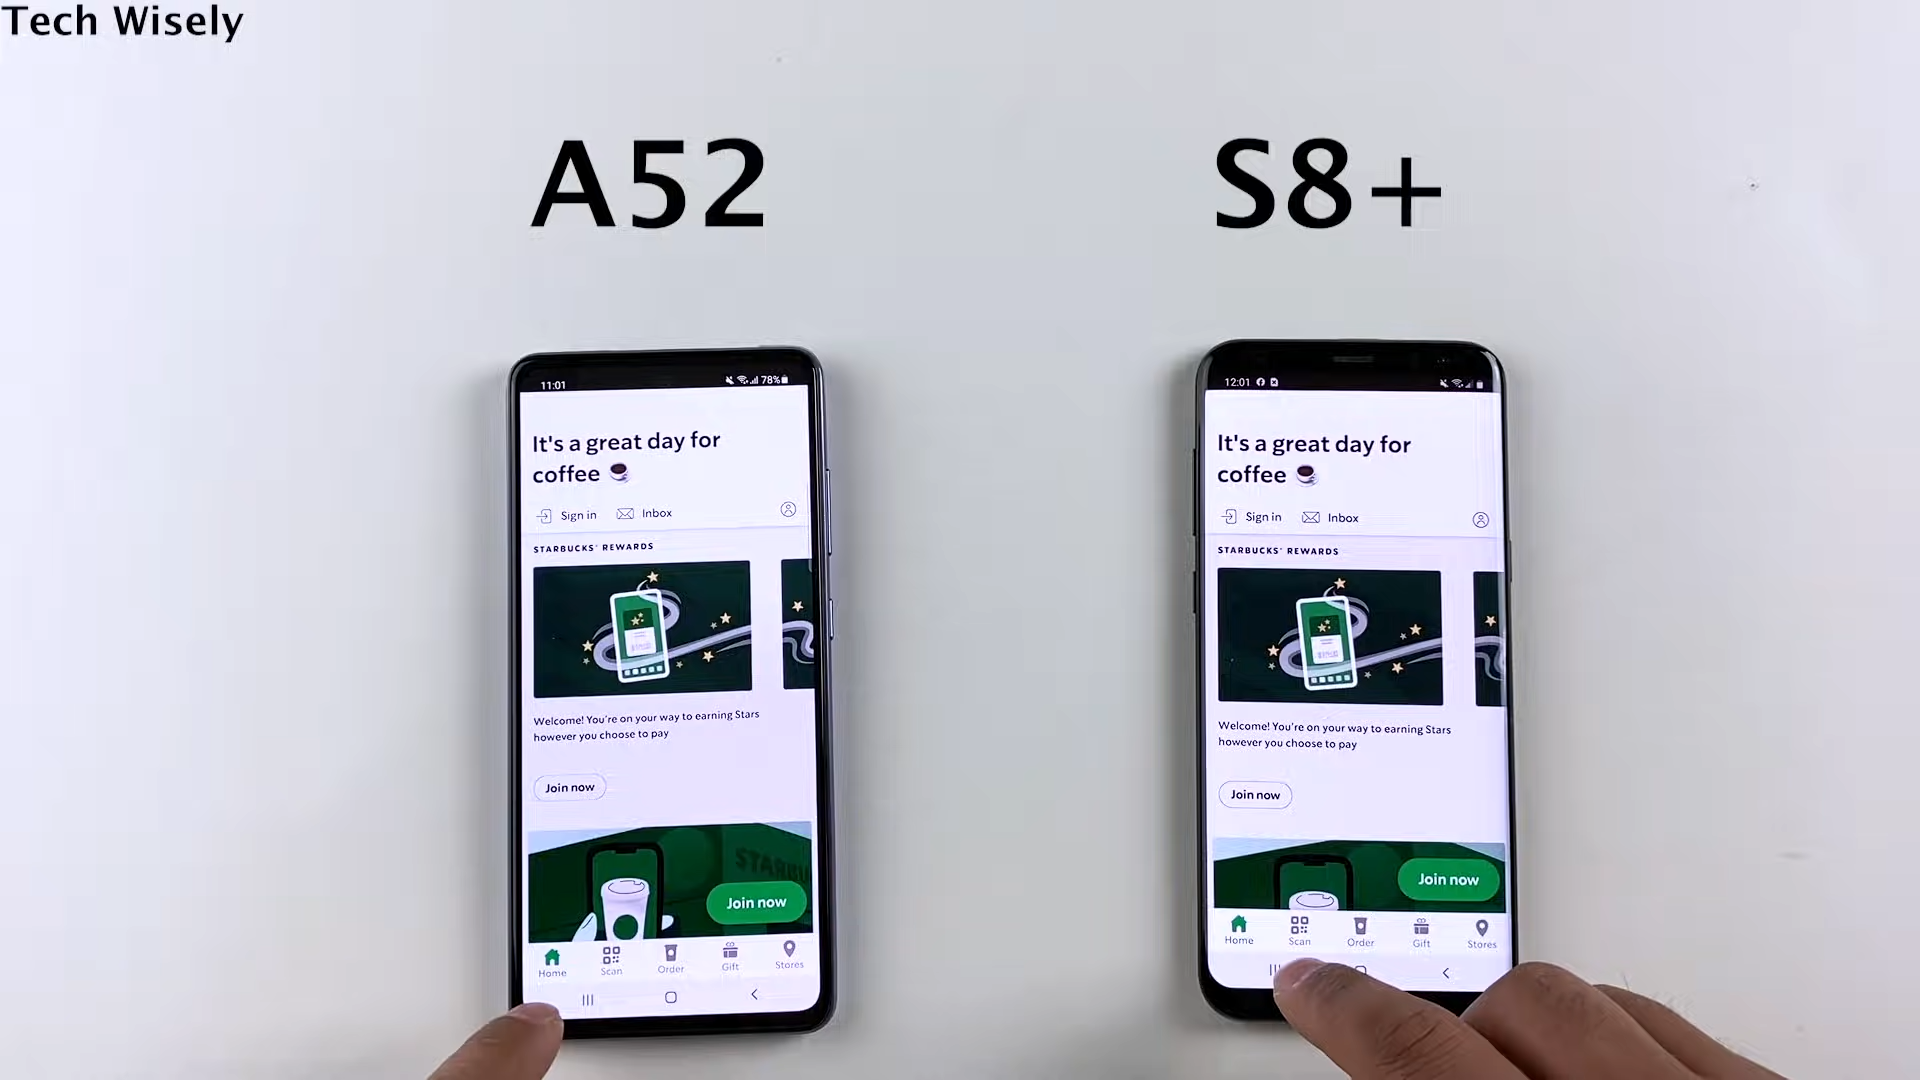 Tech Wisely
A52
S8+
11:01
78%
It's a great day for
coffee
Sign in
Inbox
STARBUCKS® REWARDS
Welcome! You're on your way to earning Stars
however you choose to pay
Join now
STARBU
Join now
Home
Scan
Order
Gift
Stores
12:01
It's a great day for
coffee
Sign in
Inbox
STARBUCKS® REWARDS
Welcome! You're on your way to earning Stars
however you choose to pay
Join now
Join now
Home
Scan
Order
Gift
Stores